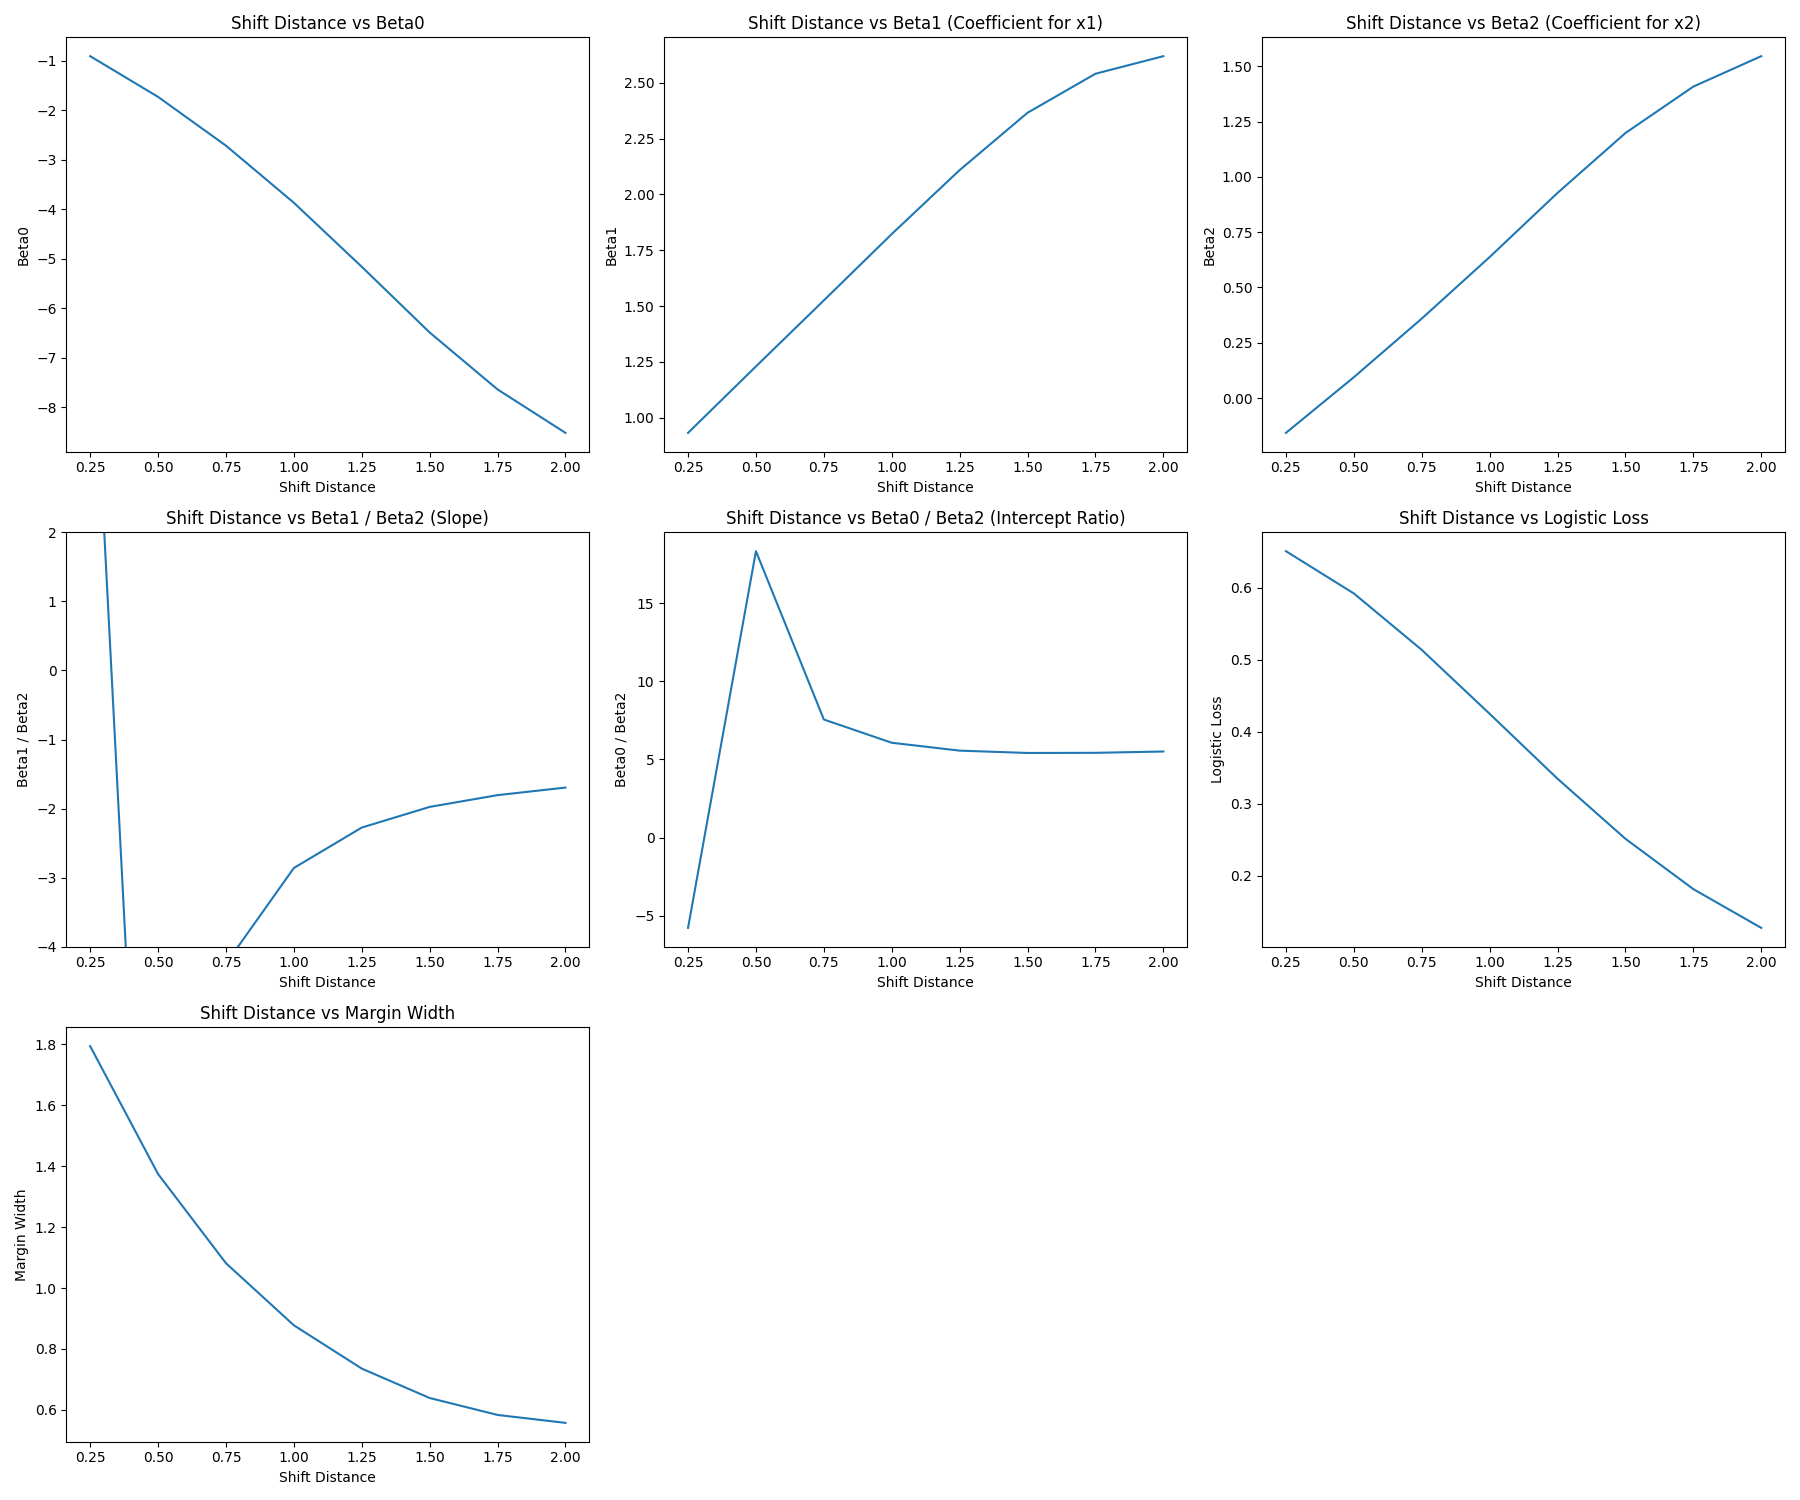 Shift Distance vs Beta0
Beta0
−1
−2
−3
−4
−5
−6
−7
−8
0.25 0.50 0.75 1.00 1.25 1.50 1.75 2.00
Shift Distance
Shift Distance vs Beta1 (Coefficient for x1)
Beta1
2.50
2.25
2.00
1.75
1.50
1.25
1.00
0.25 0.50 0.75 1.00 1.25 1.50 1.75 2.00
Shift Distance
Shift Distance vs Beta2 (Coefficient for x2)
Beta2
1.50
1.25
1.00
0.75
0.50
0.25
0.00
0.25 0.50 0.75 1.00 1.25 1.50 1.75 2.00
Shift Distance
Shift Distance vs Beta1 / Beta2 (Slope)
Beta1 / Beta2
2
1
0
−1
−2
−3
−4
0.25 0.50 0.75 1.00 1.25 1.50 1.75 2.00
Shift Distance
Shift Distance vs Beta0 / Beta2 (Intercept Ratio)
Beta0 / Beta2
15
10
5
0
−5
0.25 0.50 0.75 1.00 1.25 1.50 1.75 2.00
Shift Distance
Shift Distance vs Logistic Loss
Logistic Loss
0.6
0.5
0.4
0.3
0.2
0.25 0.50 0.75 1.00 1.25 1.50 1.75 2.00
Shift Distance
Shift Distance vs Margin Width
Margin Width
1.8
1.6
1.4
1.2
1.0
0.8
0.6
0.25 0.50 0.75 1.00 1.25 1.50 1.75 2.00
Shift Distance